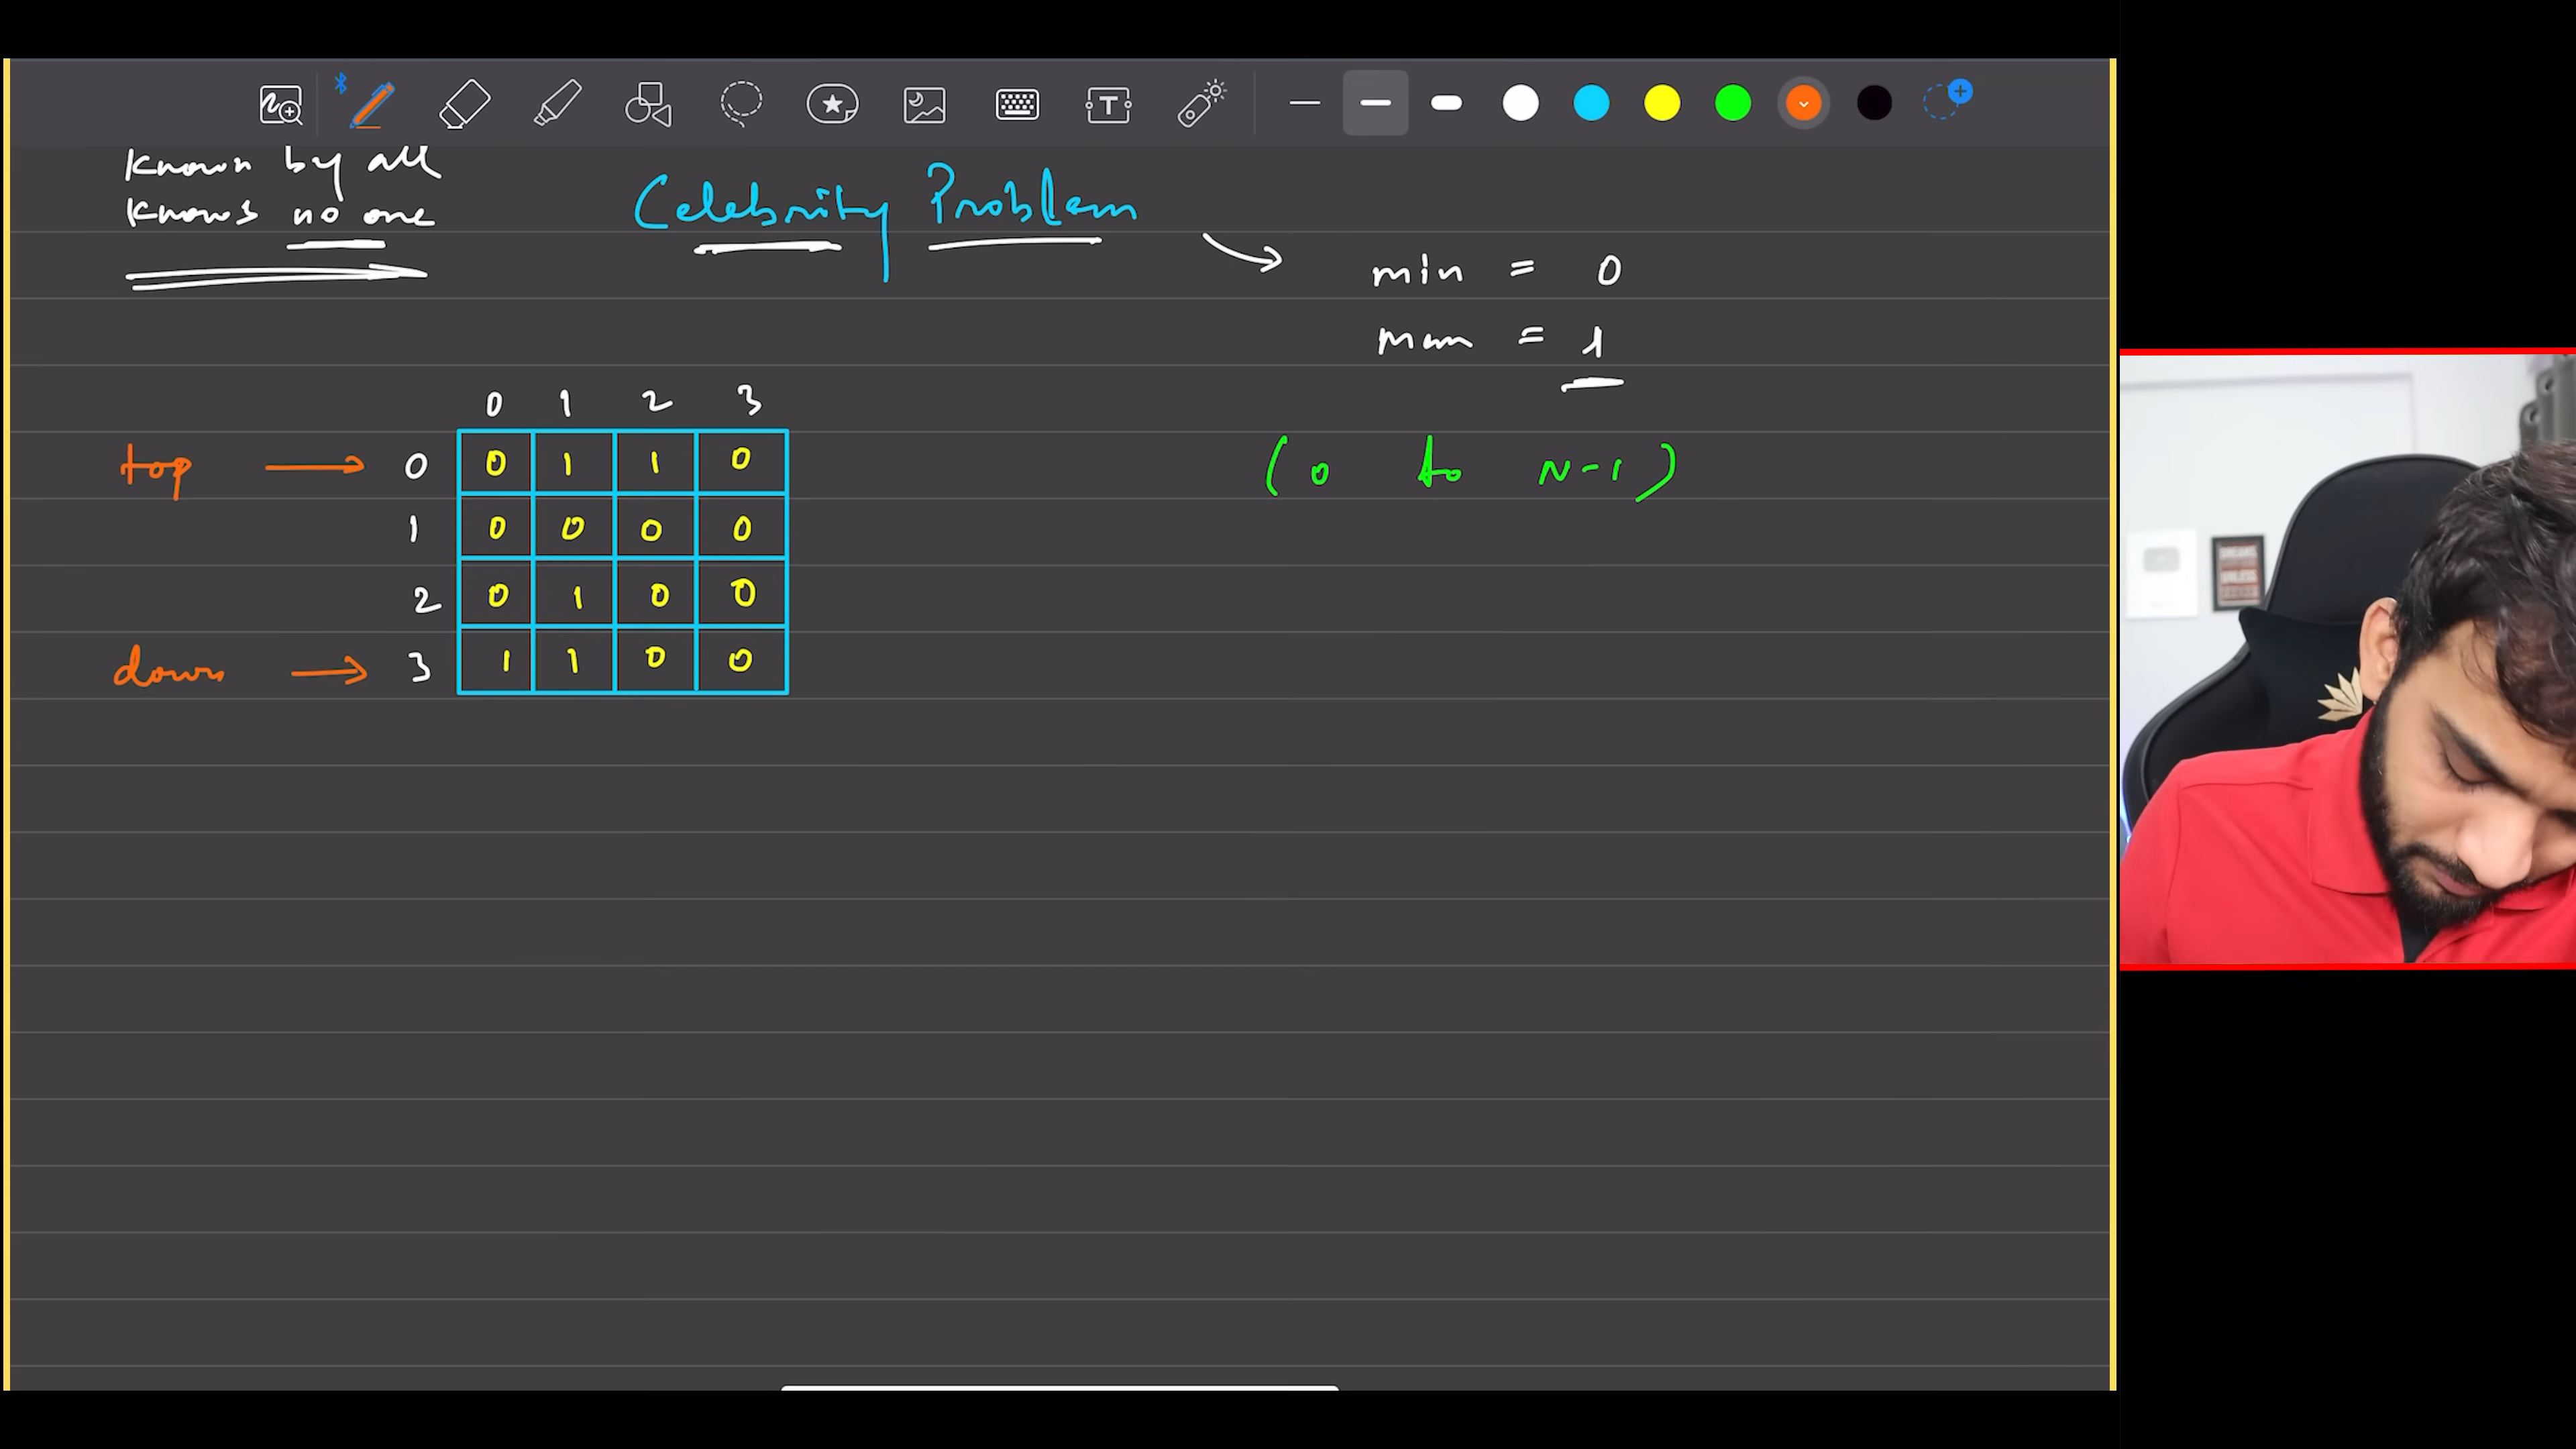 known by all
knows no one
Celebrity Problem
min = 0
max = 1
0 1 2 3
top → 0 0 1 1 0
(0 to N-1)
1 0 0 0 0
2 0 1 0 0
down → 3 1 1 0 0
T